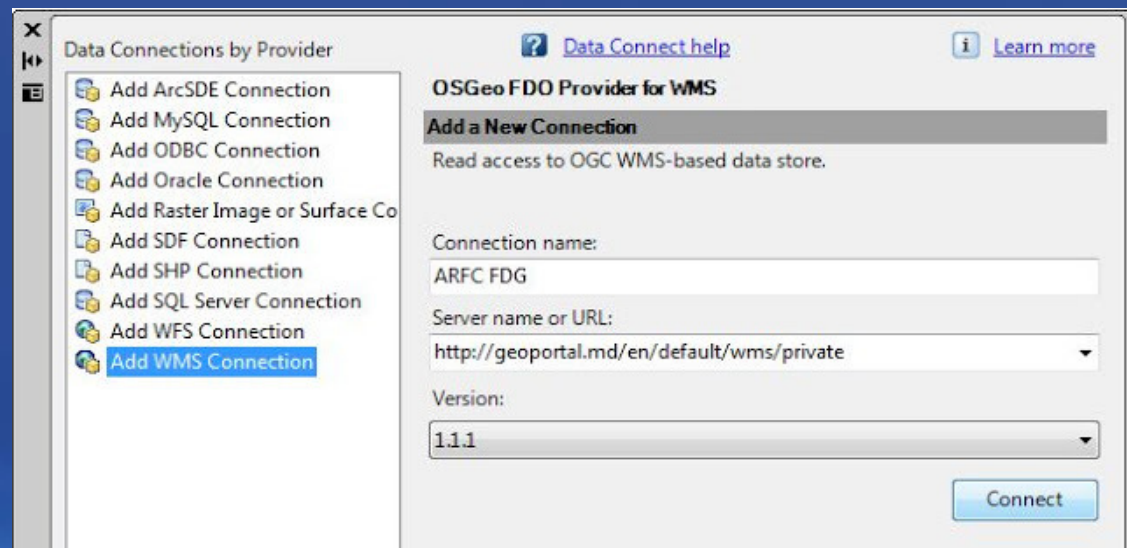 Data Connections by Provider
Add ArcSDE Connection
Add MySQL Connection
Add ODBC Connection
Add Oracle Connection
Add Raster Image or Surface Co
Add SDF Connection
Add SHP Connection
Add SQL Server Connection
Add WFS Connection
Add WMS Connection
Data Connect help
Learn more
OSGeo FDO Provider for WMS
Add a New Connection
Read access to OGC WMS-based data store.
Connection name:
ARFC FDG
Server name or URL:
http://geoportal.md/en/default/wms/private
Version:
1.1.1
Connect